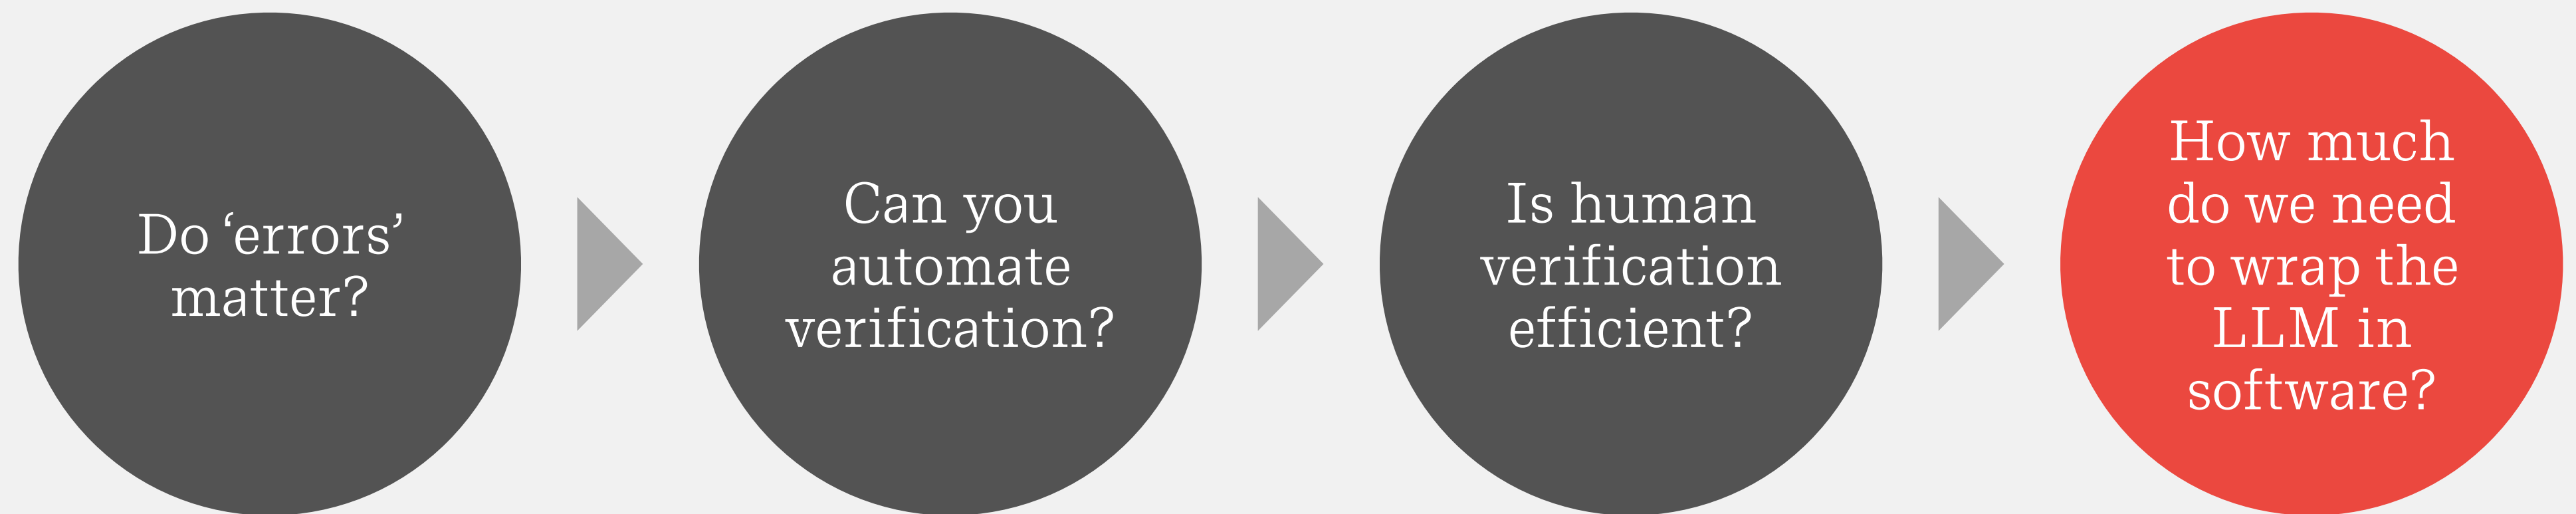 Do ‘errors’
matter?
Can you
automate
verification?
Is human
verification
efficient?
How much
do we need
to wrap the
LLM in
software?